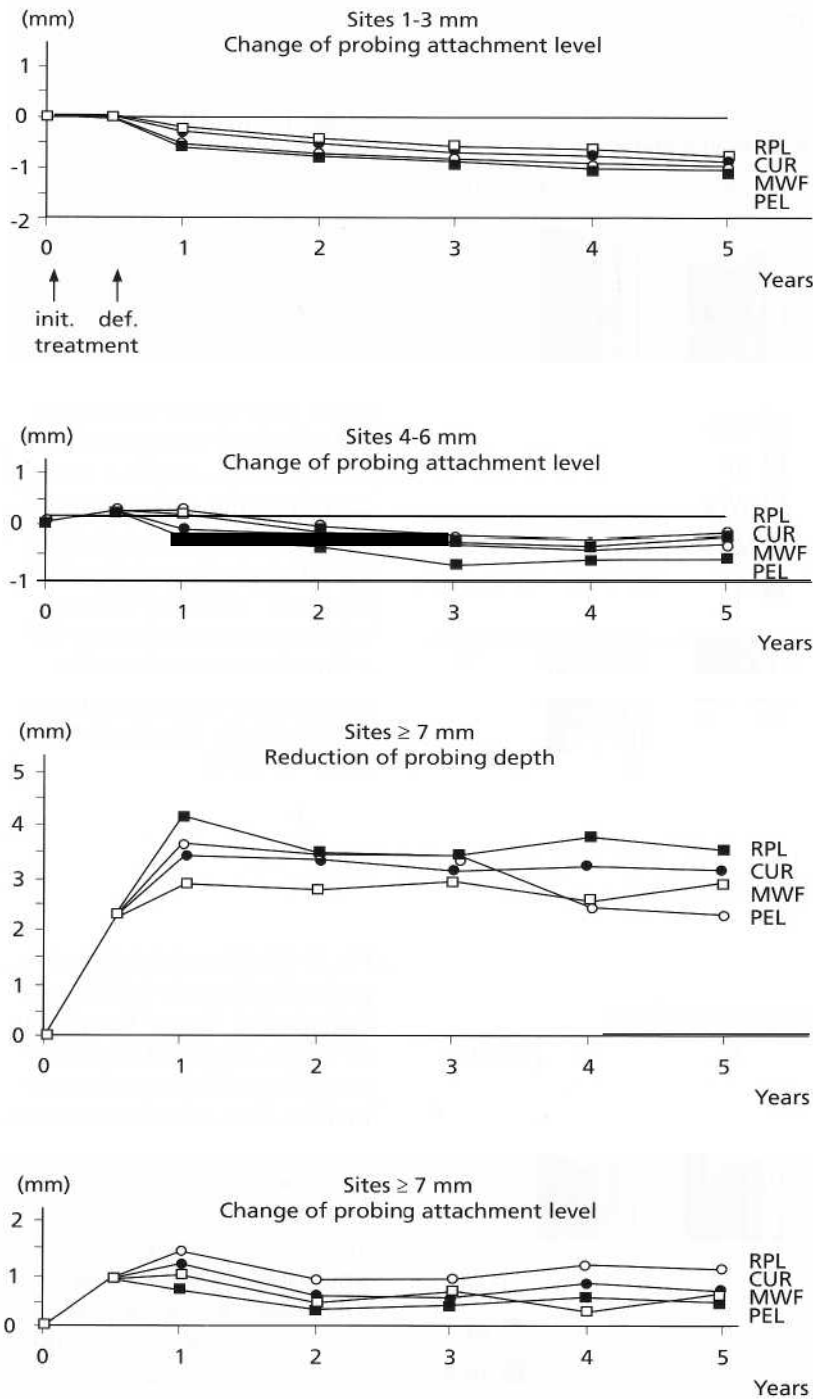 (mm)
Sites 1-3 mm
Change of probing attachment level
1
0
-1
-2
RPL
CUR
MWF
PEL
0 1 2 3 4 5
Years
init. def.
treatment
(mm)
Sites 4-6 mm
Change of probing attachment level
1
0
-1
RPL
CUR
MWF
PEL
0 1 2 3 4 5
Years
(mm)
Sites ≥ 7 mm
Reduction of probing depth
5
4
3
2
1
0
RPL
CUR
MWF
PEL
0 1 2 3 4 5
Years
(mm)
Sites ≥ 7 mm
Change of probing attachment level
2
1
0
RPL
CUR
MWF
PEL
0 1 2 3 4 5
Years